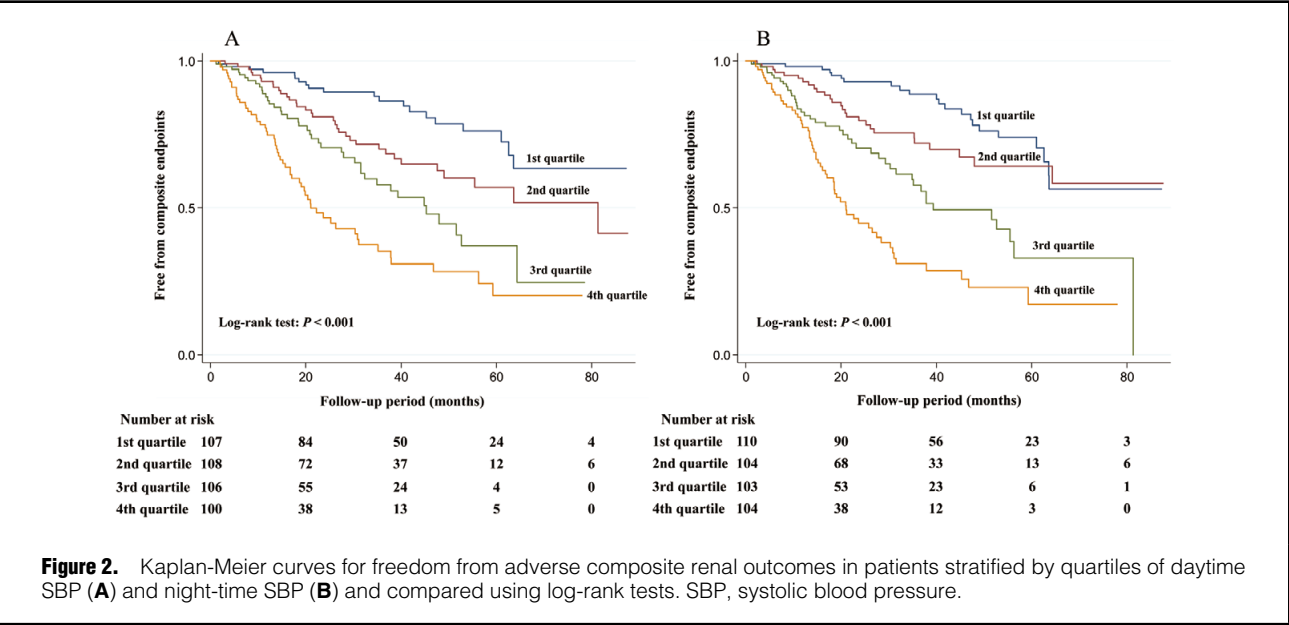 A
1.0
0.5
0.0
Free from composite endpoints
1st quartile
2nd quartile
3rd quartile
4th quartile
Log-rank test: P < 0.001
0 20 40 60 80
Follow-up period (months)
Number at risk
1st quartile 107 84 50 24 4
2nd quartile 108 72 37 12 6
3rd quartile 106 55 24 4 0
4th quartile 100 38 13 5 0
B
1.0
0.5
0.0
Free from composite endpoints
1st quartile
2nd quartile
3rd quartile
4th quartile
Log-rank test: P < 0.001
0 20 40 60 80
Follow-up period (months)
Number at risk
1st quartile 110 90 56 23 3
2nd quartile 104 68 33 13 6
3rd quartile 103 53 23 6 1
4th quartile 104 38 12 3 0
Figure 2. Kaplan-Meier curves for freedom from adverse composite renal outcomes in patients stratified by quartiles of daytime
SBP (A) and night-time SBP (B) and compared using log-rank tests. SBP, systolic blood pressure.